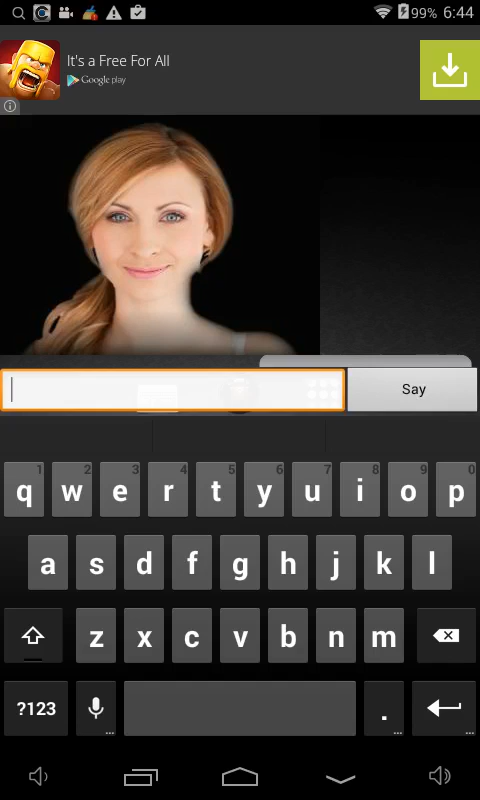 99% 6:44
It's a Free For All
Google play
Say
1 2 3 4 5 6 7 8 9 0
q w e r t y u i o p
a s d f g h j k l
z x c v b n m
?123 .